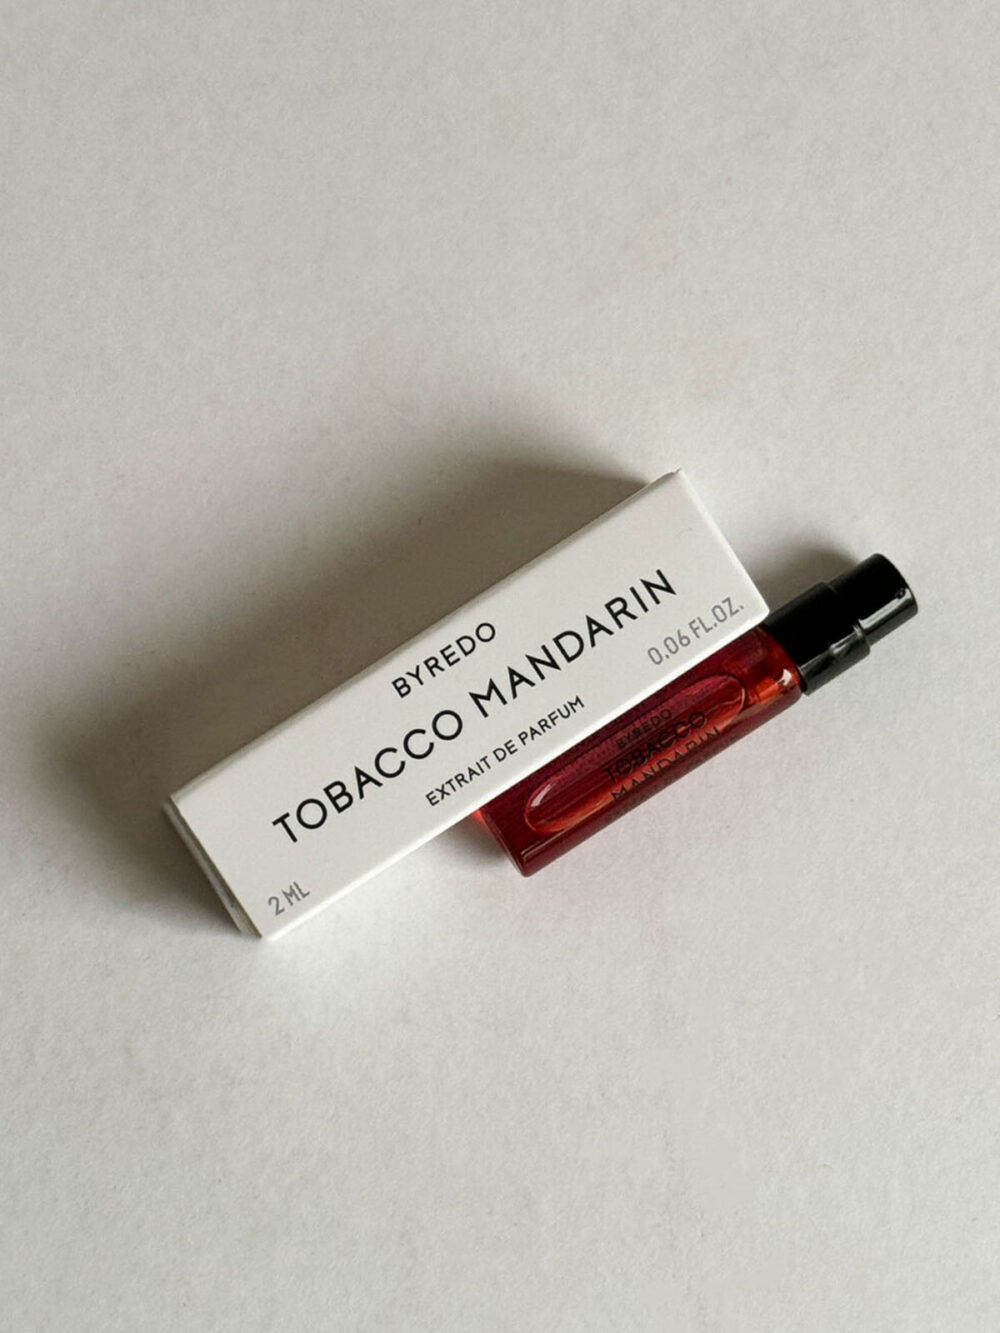 BYREDO
TOBACCO MANDARIN
EXTRAIT DE PARFUM
2 ML
0.06 FL.OZ.
BYREDO
TOBACCO
MANDARIN